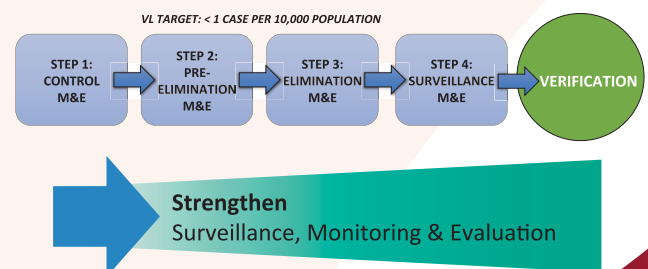 VL TARGET: < 1 CASE PER 10,000 POPULATION
STEP 1:
CONTROL
M&E
STEP 2:
PRE-
ELIMINATION
M&E
STEP 3:
ELIMINATION
M&E
STEP 4:
SURVEILLANCE
M&E
VERIFICATION
Strengthen
Surveillance, Monitoring & Evaluation